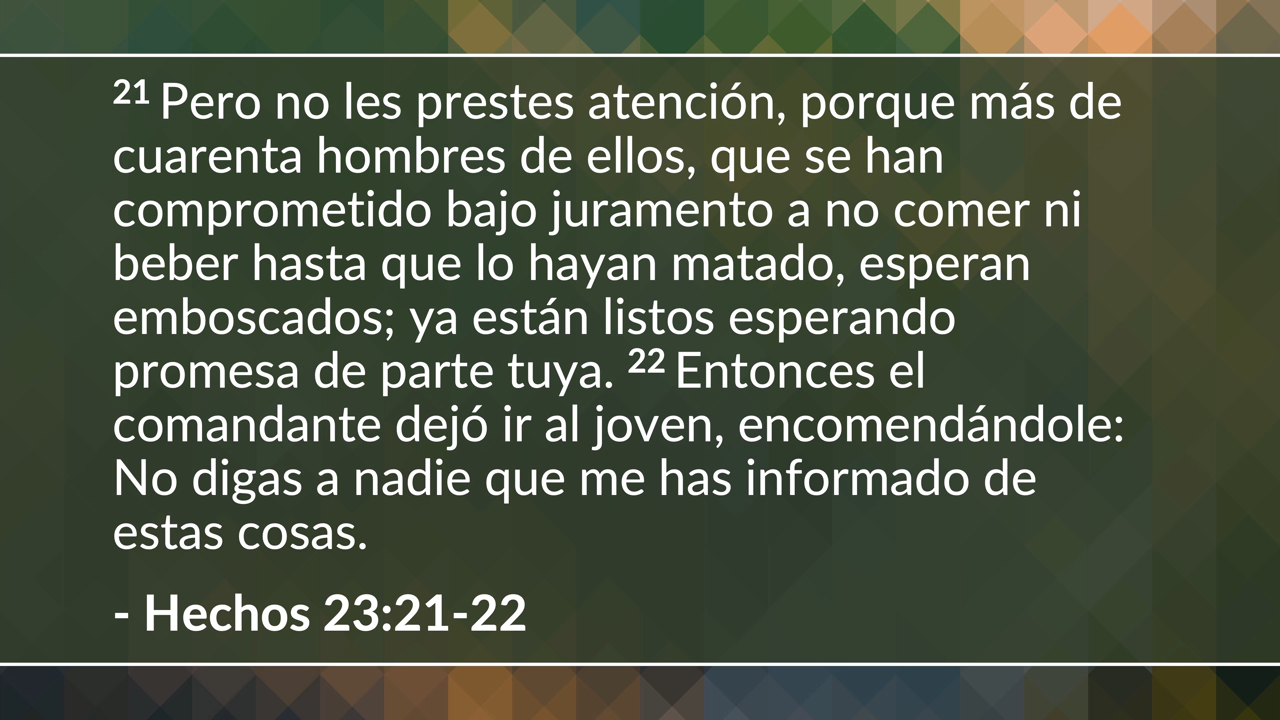 21 Pero no les prestes atención, porque más de
cuarenta hombres de ellos, que se han
comprometido bajo juramento a no comer ni
beber hasta que lo hayan matado, esperan
emboscados; ya están listos esperando
promesa de parte tuya. 22 Entonces el
comandante dejó ir al joven, encomendándole:
No digas a nadie que me has informado de
estas cosas.
- Hechos 23:21-22